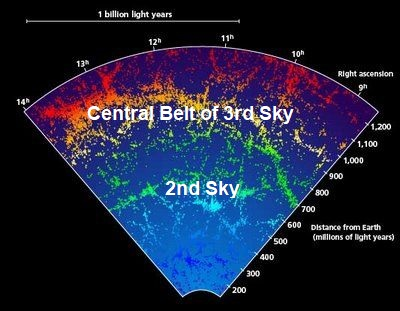 1 billion light years
11h
12h
10h
13h
Right ascension
9h
14h
Central Belt of 3rd Sky
1,200
1,100
1,000
900
2nd Sky
800
700
600
Distance from Earth
(millions of light years)
500
400
300
200